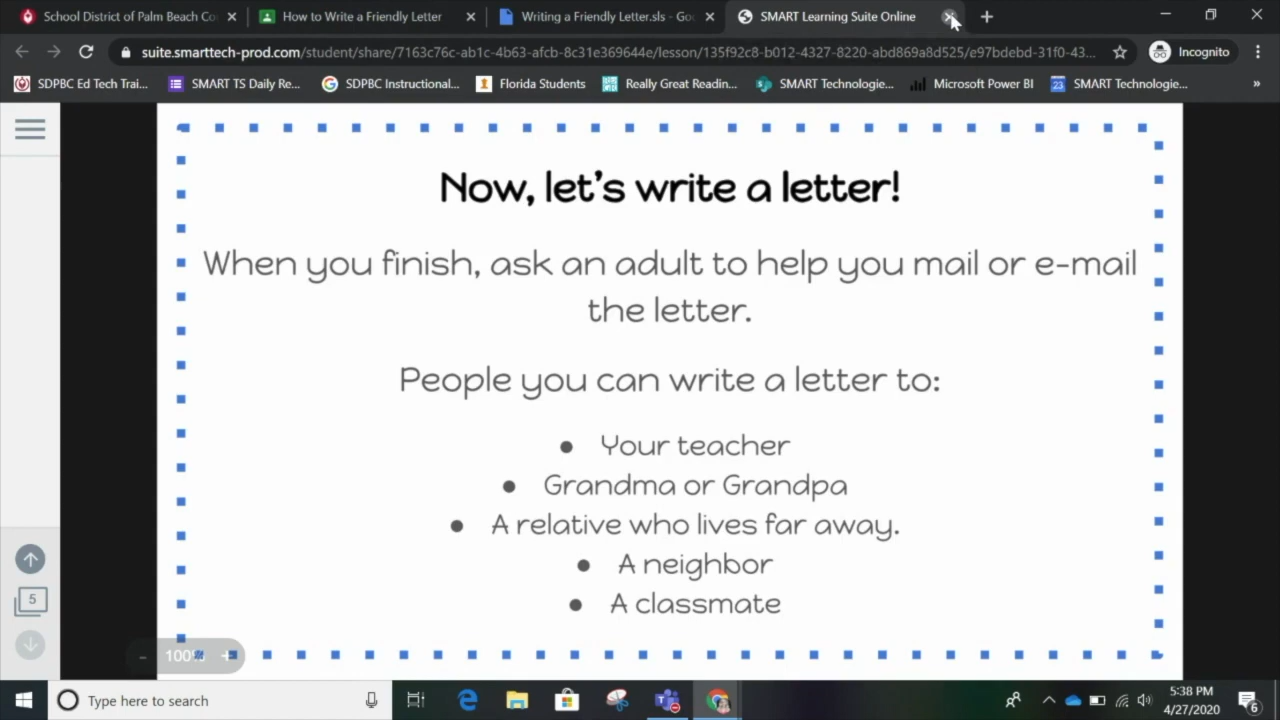 School District of Palm Beach Co
How to Write a Friendly Letter
Writing a Friendly Letter.sls - Goo
SMART Learning Suite Online
suite.smarttech-prod.com/student/share/7163c76c-ab1c-4b63-afcb-8c31e369644e/lesson/135f92c8-b012-4327-8220-abd869a8d525/e97bdebd-31f0-43...
Incognito
SDPBC Ed Tech Trai...
SMART TS Daily Re...
SDPBC Instructional...
Florida Students
Really Great Readin...
SMART Technologie...
Microsoft Power BI
23
SMART Technologie...
»
Now, let's write a letter!
When you finish, ask an adult to help you mail or e-mail
the letter.
People you can write a letter to:
• Your teacher
• Grandma or Grandpa
• A relative who lives far away.
• A neighbor
• A classmate
5
- 100% +
Type here to search
5:38 PM
4/27/2020
6